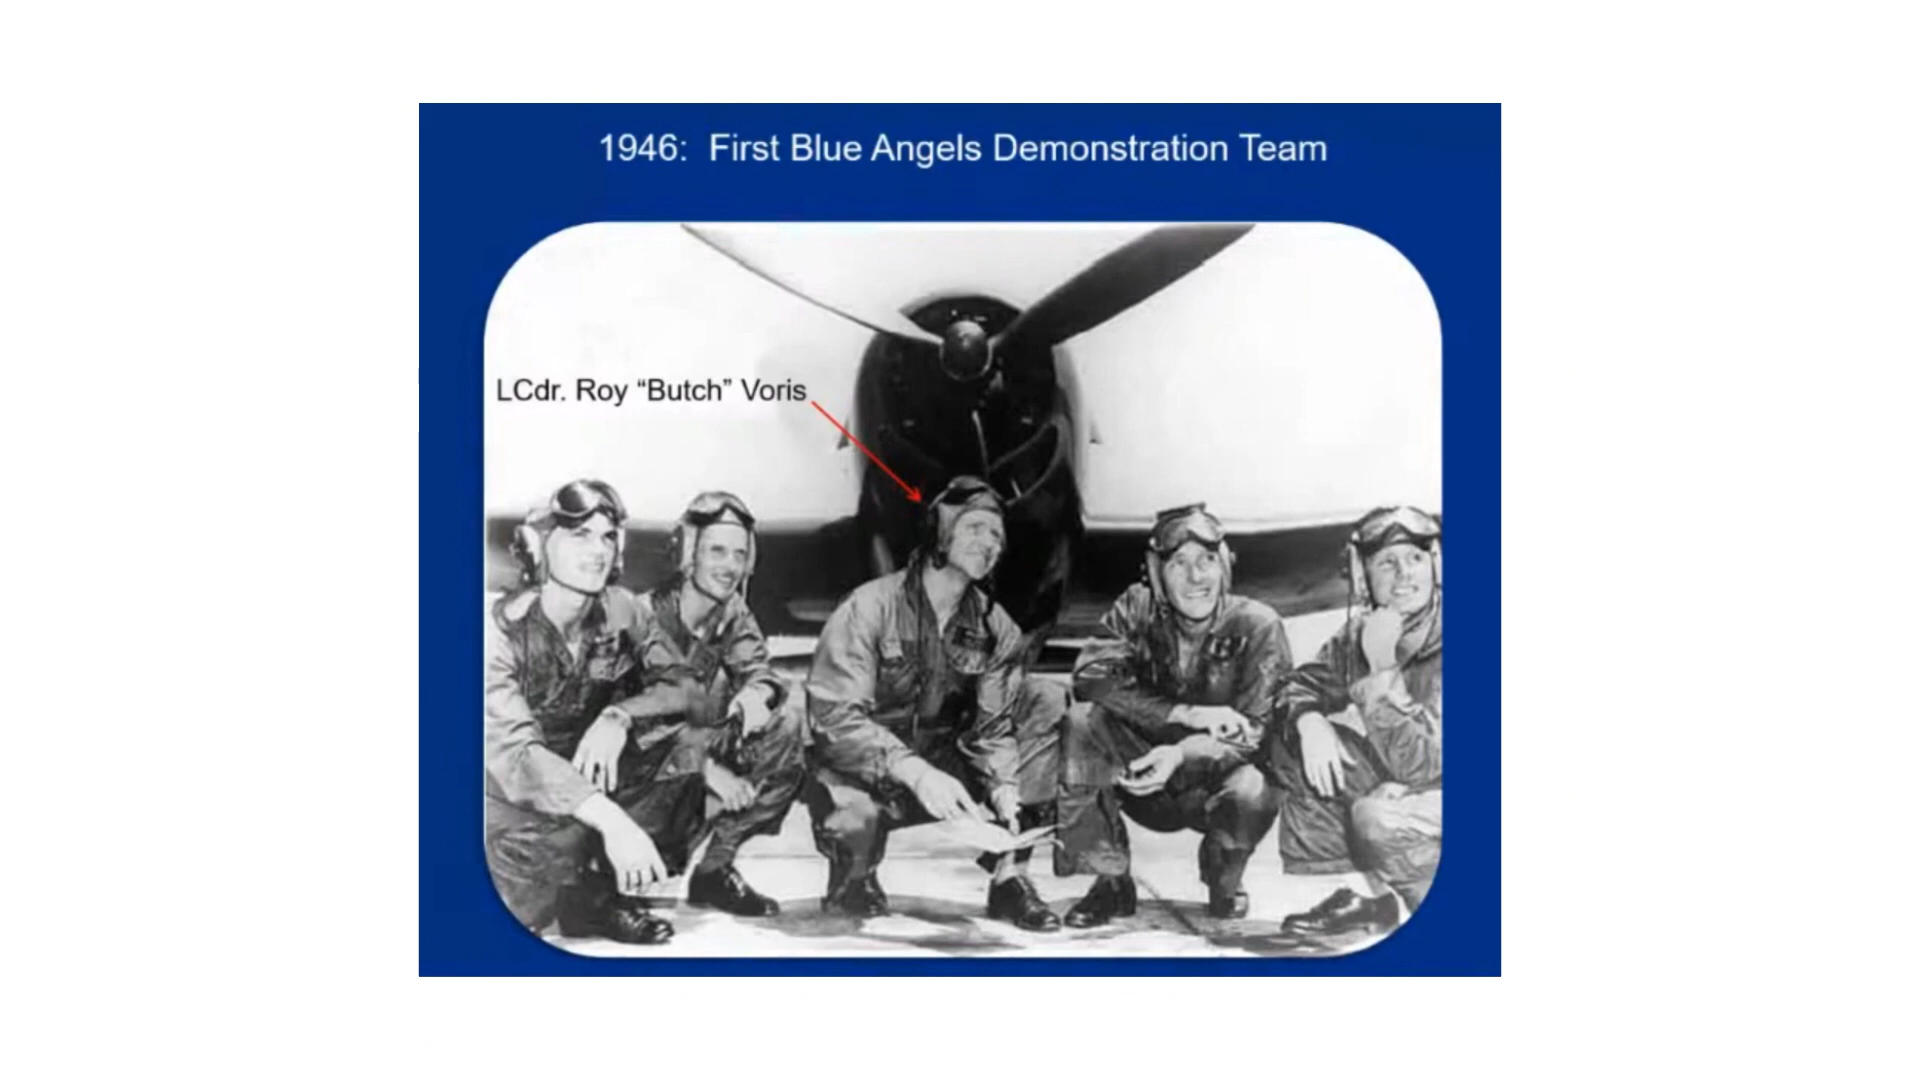 1946:  First Blue Angels Demonstration Team
LCdr. Roy “Butch” Voris